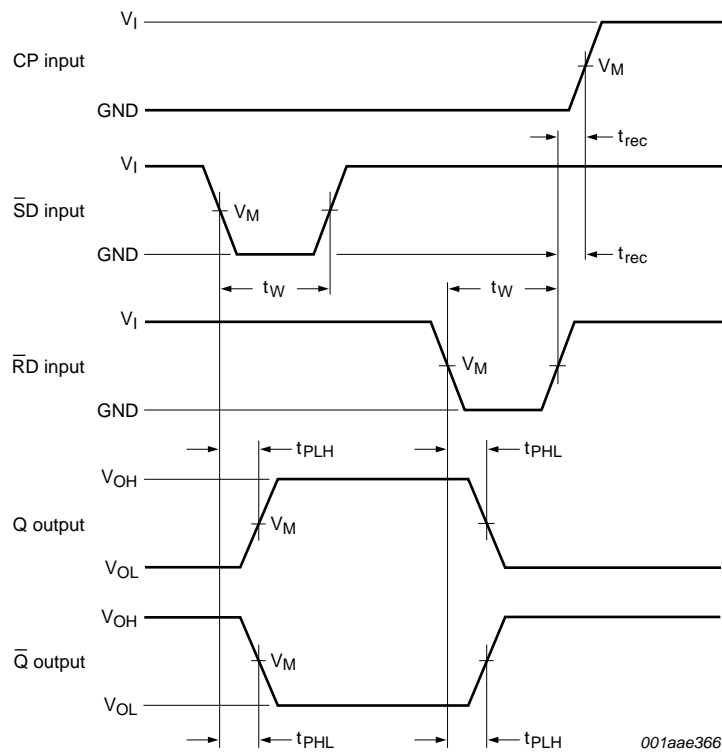 V_I
CP input
V_M
GND
t_rec
V_I
S̅D input
V_M
GND
t_rec
t_W
t_W
V_I
R̅D input
V_M
GND
t_PLH
t_PHL
V_OH
Q output
V_M
V_OL
V_OH
Q̅ output
V_M
V_OL
t_PHL
t_PLH
001aae366